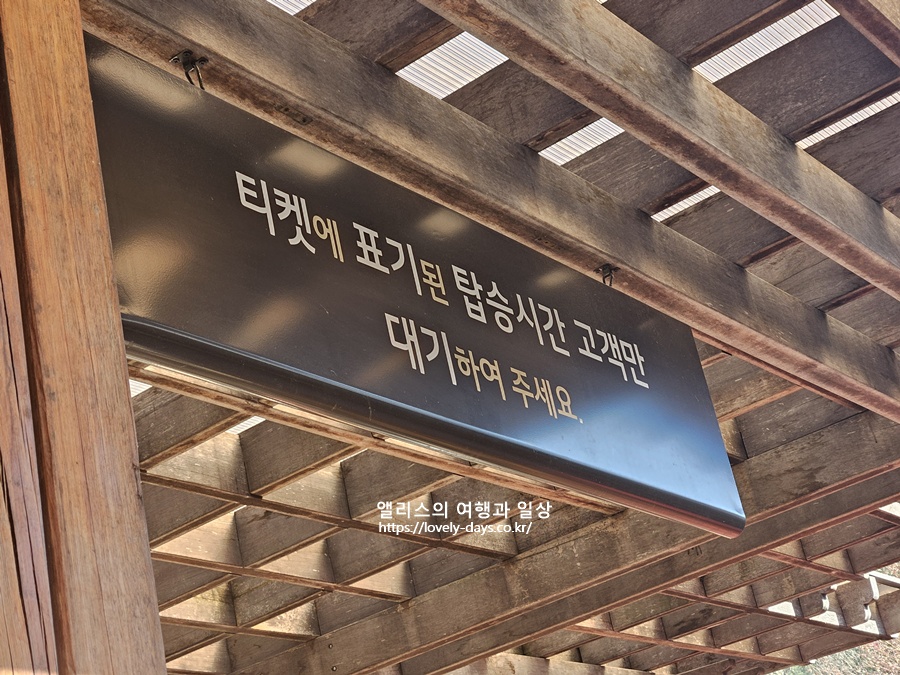 티켓에 표기된 탑승시간 고객만
대기하여 주세요.
앨리스의 여행과 일상
https://lovely-days.co.kr/